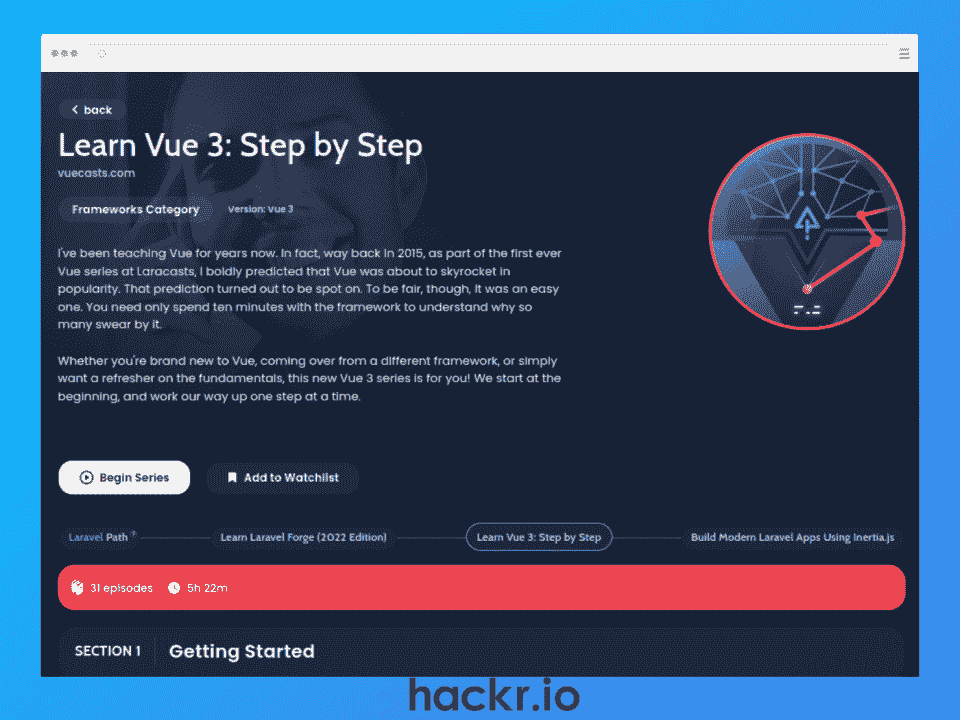 back
Learn Vue 3: Step by Step
vuecasts.com
Frameworks Category
Version: Vue 3
I've been teaching Vue for years now. In fact, way back in 2015, as part of the first ever
Vue series at Laracasts, I boldly predicted that Vue was about to skyrocket in
popularity. That prediction turned out to be spot on. To be fair, though, it was an easy
one. You need only spend ten minutes with the framework to understand why so
many swear by it.
Whether you're brand new to Vue, coming over from a different framework, or simply
want a refresher on the fundamentals, this new Vue 3 series is for you! We start at the
beginning, and work our way up one step at a time.
Begin Series
Add to Watchlist
Laravel Path ?
Learn Laravel Forge (2022 Edition)
Learn Vue 3: Step by Step
Build Modern Laravel Apps Using Inertia.js
31 episodes
5h 22m
SECTION 1
Getting Started
hackr.io